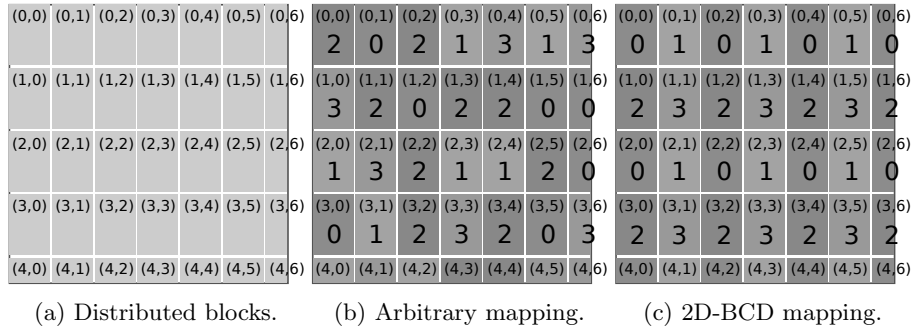 (0,0) (0,1) (0,2) (0,3) (0,4) (0,5) (0,6)
(1,0) (1,1) (1,2) (1,3) (1,4) (1,5) (1,6)
(2,0) (2,1) (2,2) (2,3) (2,4) (2,5) (2,6)
(3,0) (3,1) (3,2) (3,3) (3,4) (3,5) (3,6)
(4,0) (4,1) (4,2) (4,3) (4,4) (4,5) (4,6)
(a) Distributed blocks.
(0,0) (0,1) (0,2) (0,3) (0,4) (0,5) (0,6)
2 0 2 1 3 1 3
(1,0) (1,1) (1,2) (1,3) (1,4) (1,5) (1,6)
3 2 0 2 2 0 0
(2,0) (2,1) (2,2) (2,3) (2,4) (2,5) (2,6)
1 3 2 1 1 2 0
(3,0) (3,1) (3,2) (3,3) (3,4) (3,5) (3,6)
0 1 2 3 2 0 3
(4,0) (4,1) (4,2) (4,3) (4,4) (4,5) (4,6)
(b) Arbitrary mapping.
(0,0) (0,1) (0,2) (0,3) (0,4) (0,5) (0,6)
0 1 0 1 0 1 0
(1,0) (1,1) (1,2) (1,3) (1,4) (1,5) (1,6)
2 3 2 3 2 3 2
(2,0) (2,1) (2,2) (2,3) (2,4) (2,5) (2,6)
0 1 0 1 0 1 0
(3,0) (3,1) (3,2) (3,3) (3,4) (3,5) (3,6)
2 3 2 3 2 3 2
(4,0) (4,1) (4,2) (4,3) (4,4) (4,5) (4,6)
(c) 2D-BCD mapping.